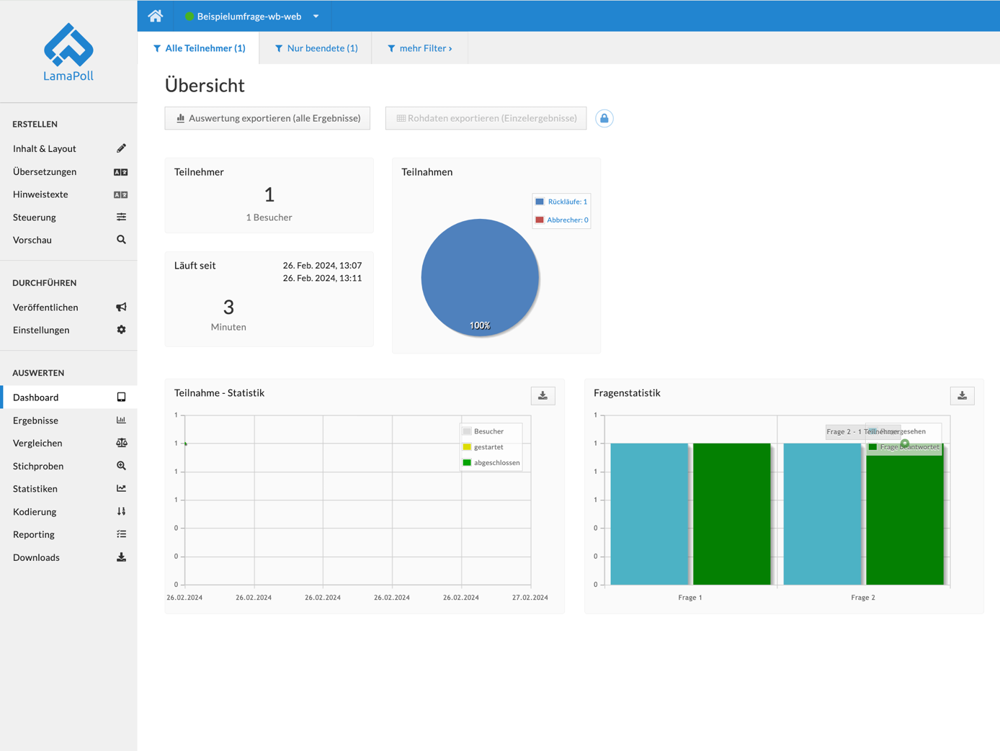 LamaPoll
ERSTELLEN
Inhalt & Layout
Übersetzungen
Hinweistexte
Steuerung
Vorschau
DURCHFÜHREN
Veröffentlichen
Einstellungen
AUSWERTEN
Dashboard
Ergebnisse
Vergleichen
Stichproben
Statistiken
Kodierung
Reporting
Downloads
Beispielumfrage-wb-web
Alle Teilnehmer (1)
Nur beendete (1)
mehr Filter ›
Übersicht
Auswertung exportieren (alle Ergebnisse)
Rohdaten exportieren (Einzelergebnisse)
Teilnehmer
1
1 Besucher
Läuft seit
26. Feb. 2024, 13:07
26. Feb. 2024, 13:11
3
Minuten
Teilnahmen
Rückläufe: 1
Abbrecher: 0
100%
Teilnahme - Statistik
1
1
1
1
0
0
0
Besucher
gestartet
abgeschlossen
26.02.2024
26.02.2024
26.02.2024
26.02.2024
26.02.2024
27.02.2024
Fragenstatistik
1
1
1
1
0
0
0
Frage 2 - 1 Teilnehmer
gesehen
Frage beantwortet
Frage 1
Frage 2